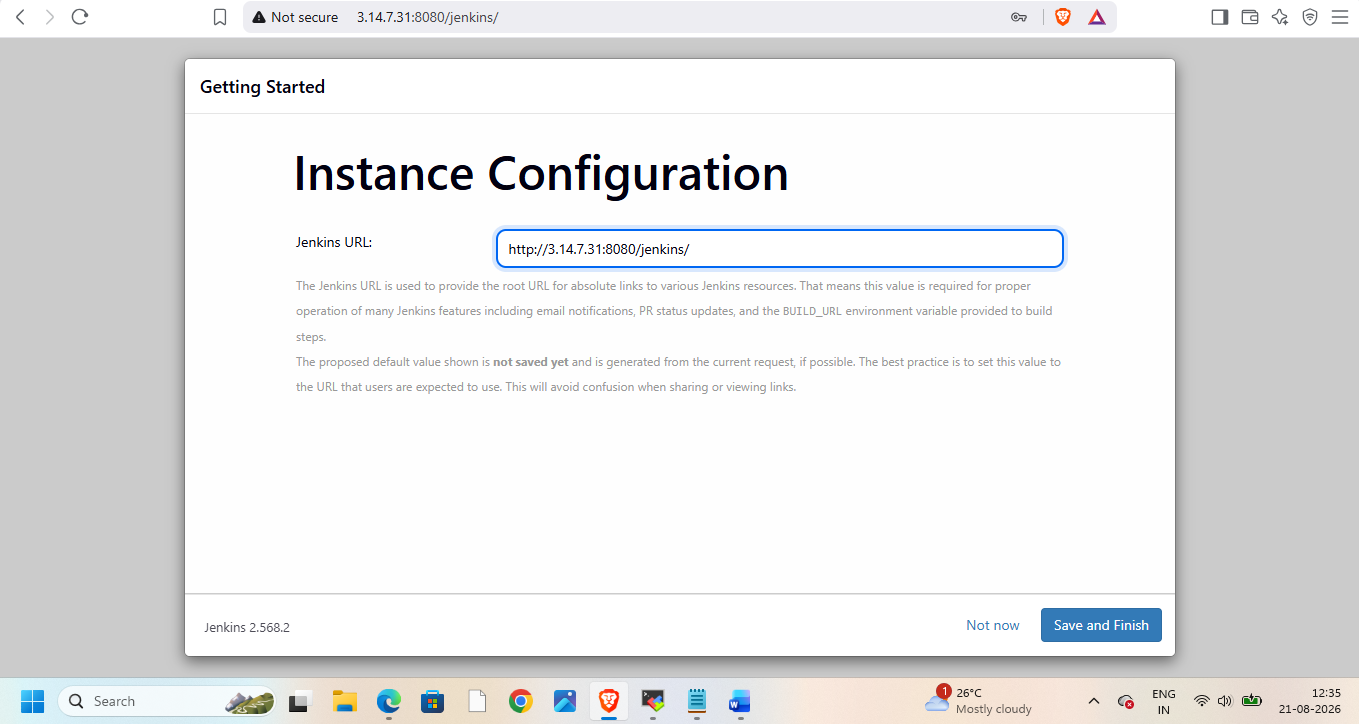 Not secure 3.14.7.31:8080/jenkins/
Getting Started
Instance Configuration
Jenkins URL:
http://3.14.7.31:8080/jenkins/
The Jenkins URL is used to provide the root URL for absolute links to various Jenkins resources. That means this value is required for proper
operation of many Jenkins features including email notifications, PR status updates, and the BUILD_URL environment variable provided to build
steps.
The proposed default value shown is not saved yet and is generated from the current request, if possible. The best practice is to set this value to
the URL that users are expected to use. This will avoid confusion when sharing or viewing links.
Jenkins 2.568.2
Not now
Save and Finish
Search
1
26°C
Mostly cloudy
ENG
IN
12:35
21-08-2026